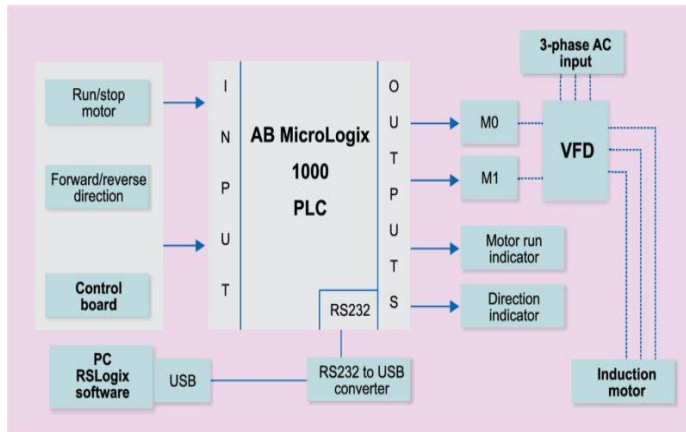 Run/stop
motor
Forward/reverse
direction
Control
board
I
N
P
U
T
AB MicroLogix
1000
PLC
RS232
O
U
T
P
U
T
S
M0
M1
3-phase AC
input
VFD
Motor run
indicator
Direction
indicator
PC
RSLogix
software
USB
RS232 to USB
converter
Induction
motor